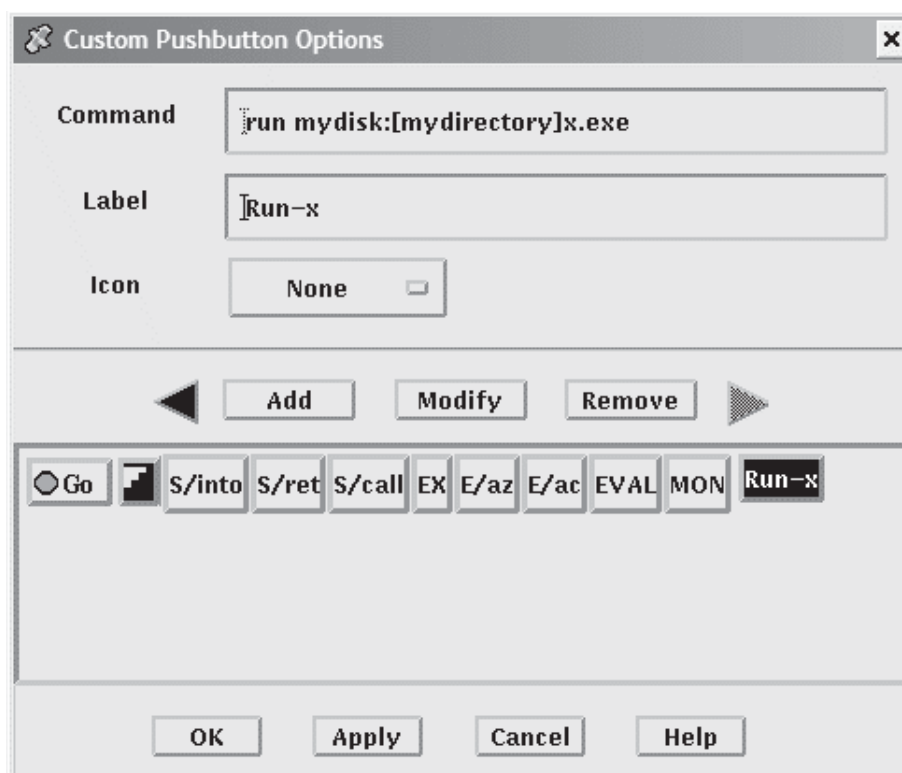 Custom Pushbutton Options
Command
run mydisk:[mydirectory]x.exe
Label
Run-x
Icon
None
Add Modify Remove
Go S/into S/ret S/call EX E/az E/ac EVAL MON Run-x
OK Apply Cancel Help